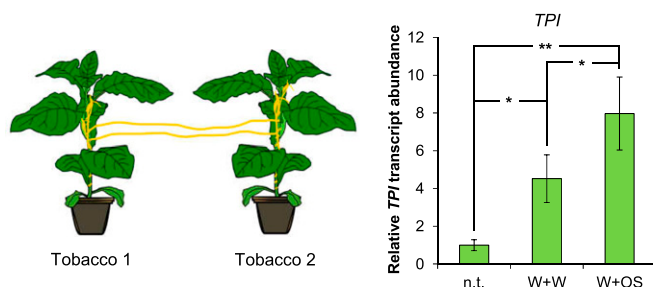 Tobacco 1
Tobacco 2
TPI
Relative TPI transcript abundance
12
10
8
6
4
2
0
**
*
*
n.t.
W+W
W+OS